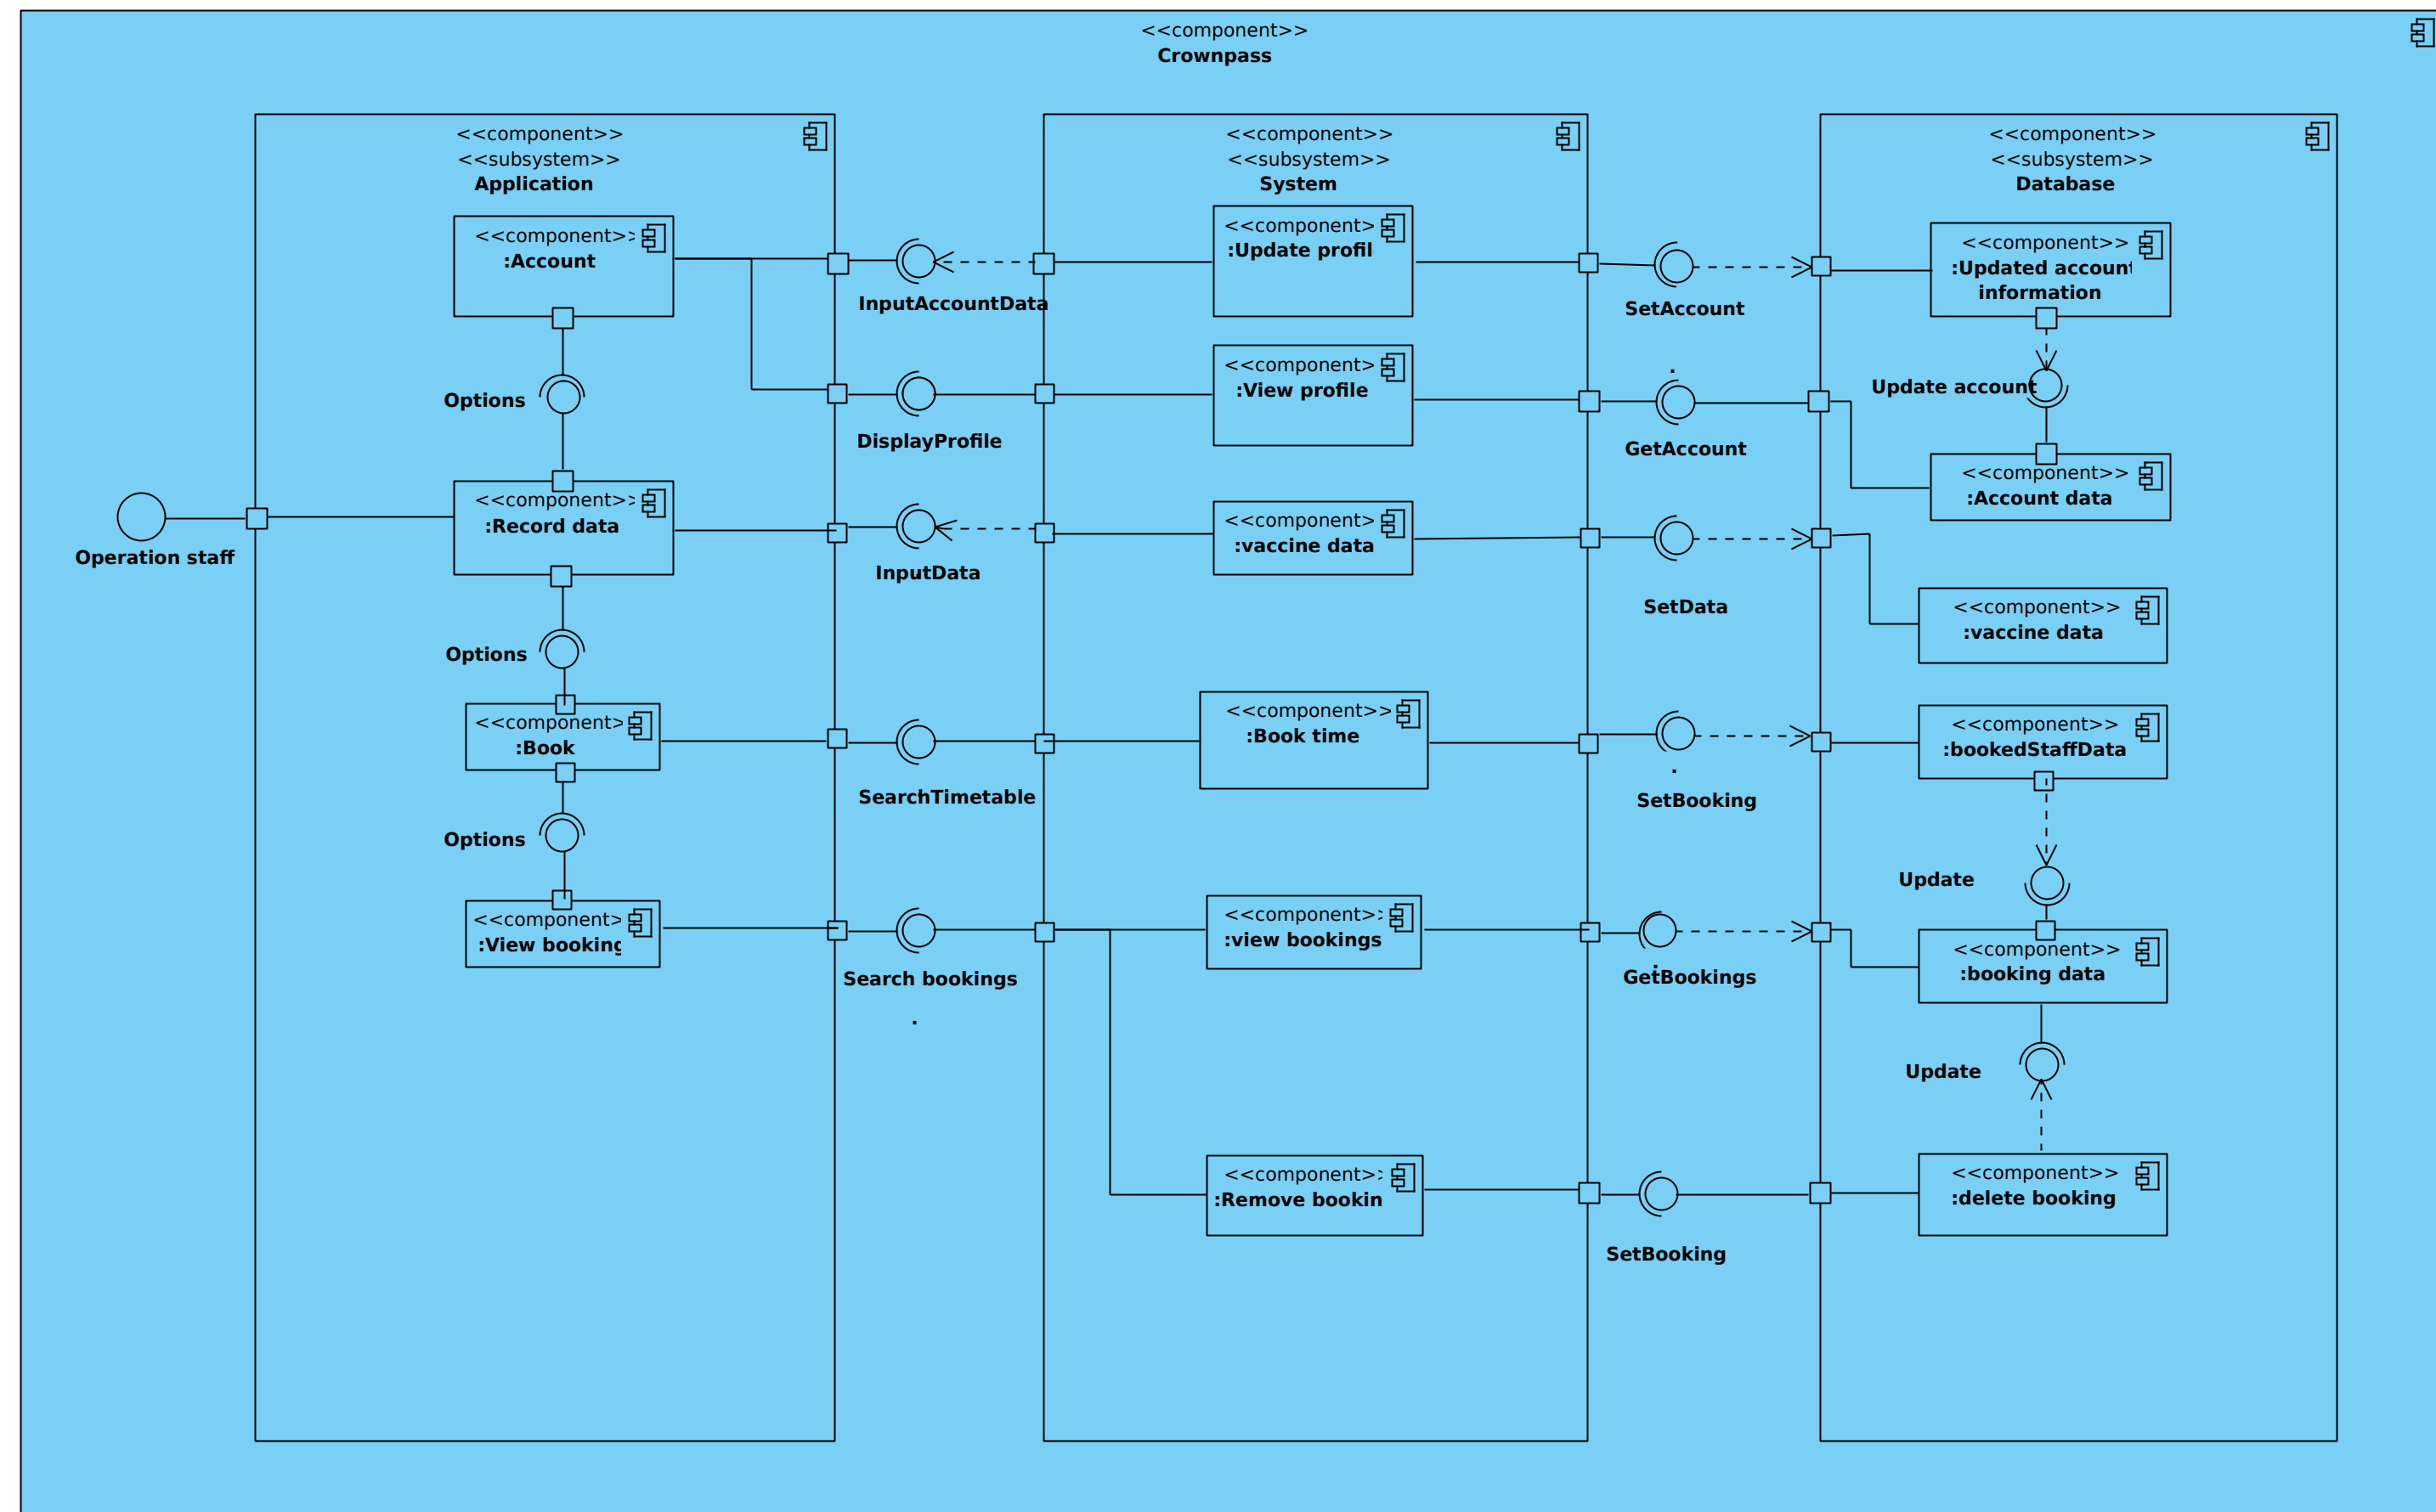 <<component>>
Crownpass
<<component>>
<<subsystem>>
Application
<<component>>
<<subsystem>>
System
<<component>>
<<subsystem>>
Database
<<component>
:Account
InputAccountData
<<component>
:Update profil
SetAccount
<<component>>
:Updated account
information
Options
DisplayProfile
<<component>
:View profile
.
GetAccount
Update account
<<component>>
:Account data
Operation staff
<<component>
:Record data
InputData
<<component>
:vaccine data
SetData
<<component>>
:vaccine data
Options
<<component>
:Book
SearchTimetable
<<component>>
:Book time
.
SetBooking
<<component>>
:bookedStaffData
Options
Update
<<component>
:View booking
Search bookings
.
<<component>>
:view bookings
.
GetBookings
<<component>>
:booking data
Update
<<component>>
:Remove bookin
SetBooking
<<component>>
:delete booking